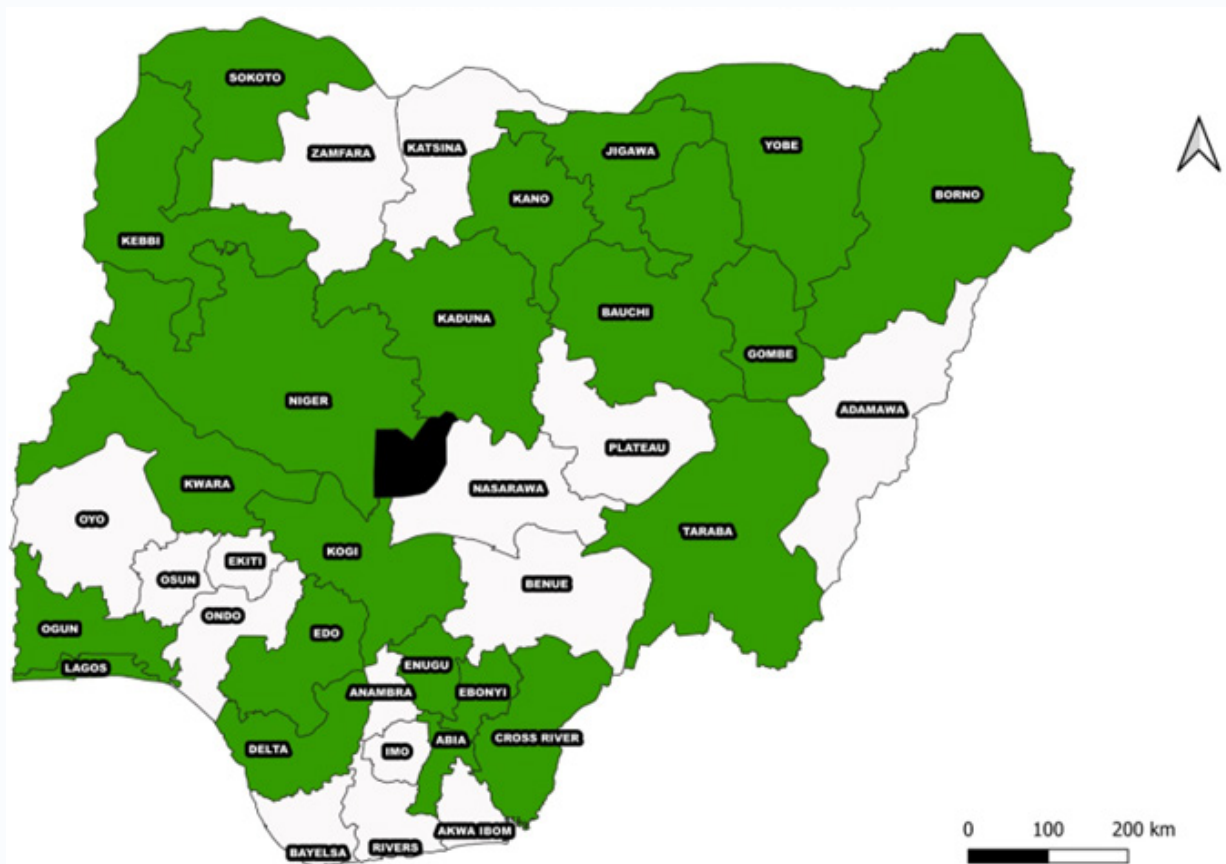 SOKOTO
ZAMFARA
KATSINA
JIGAWA
YOBE
KANO
BORNO
KEBBI
KADUNA
BAUCHI
GOMBE
NIGER
ADAMAWA
PLATEAU
KWARA
NASARAWA
OYO
TARABA
KOGI
EKITI
OSUN
BENUE
ONDO
OGUN
EDO
LAGOS
ENUGU
ANAMBRA
EBONYI
DELTA
IMO
ABIA
CROSS RIVER
AKWA IBOM
RIVERS
BAYELSA
0 100 200 km